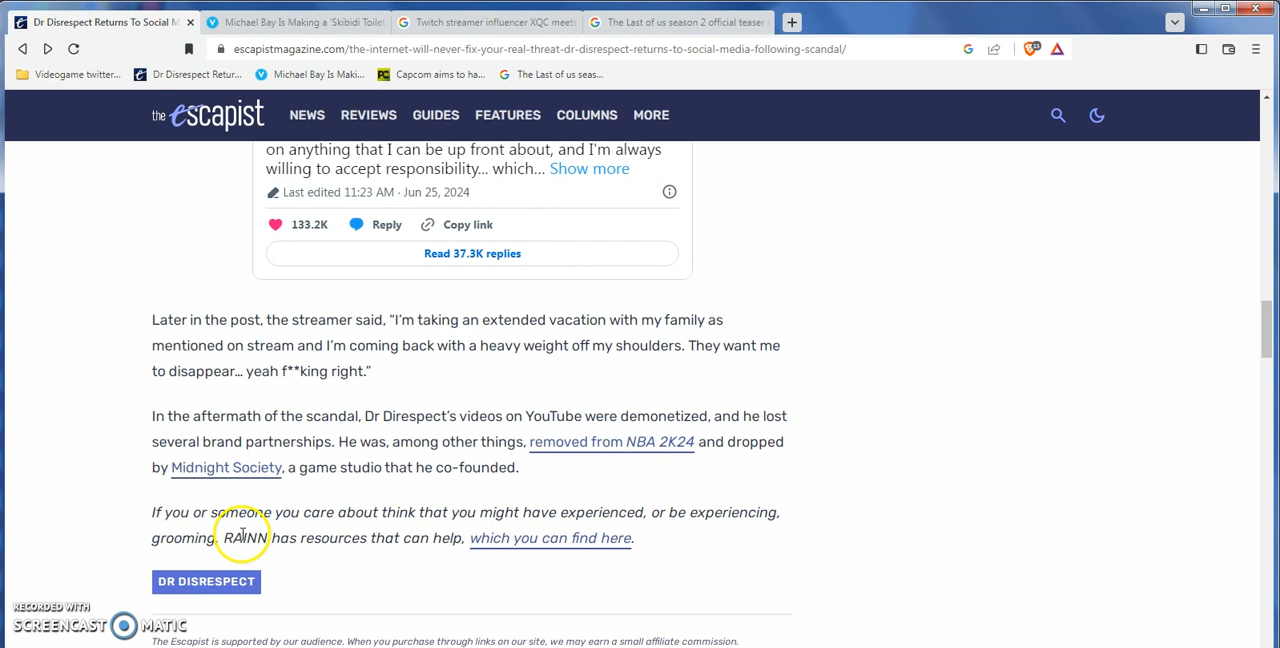 Dr Disrespect Returns To Social M
Michael Bay Is Making a 'Skibidi Toilet
Twitch streamer influencer XQC meets
The Last of us season 2 official teaser
escapistmagazine.com/the-internet-will-never-fix-your-real-threat-dr-disrespect-returns-to-social-media-following-scandal/
Videogame twitter...
Dr Disrespect Retur...
Michael Bay Is Maki...
PC
Capcom aims to ha...
The Last of us seas...
the escapist
NEWS
REVIEWS
GUIDES
FEATURES
COLUMNS
MORE
on anything that I can be up front about, and I'm always
willing to accept responsibility... which... Show more
Last edited 11:23 AM · Jun 25, 2024
133.2K
Reply
Copy link
Read 37.3K replies
Later in the post, the streamer said, "I'm taking an extended vacation with my family as
mentioned on stream and I'm coming back with a heavy weight off my shoulders. They want me
to disappear… yeah f**king right."
In the aftermath of the scandal, Dr Direspect's videos on YouTube were demonetized, and he lost
several brand partnerships. He was, among other things, removed from NBA 2K24 and dropped
by Midnight Society, a game studio that he co-founded.
If you or someone you care about think that you might have experienced, or be experiencing,
grooming, RAINN has resources that can help, which you can find here.
DR DISRESPECT
RECORDED WITH
SCREENCAST MATIC
The Escapist is supported by our audience. When you purchase through links on our site, we may earn a small affiliate commission.